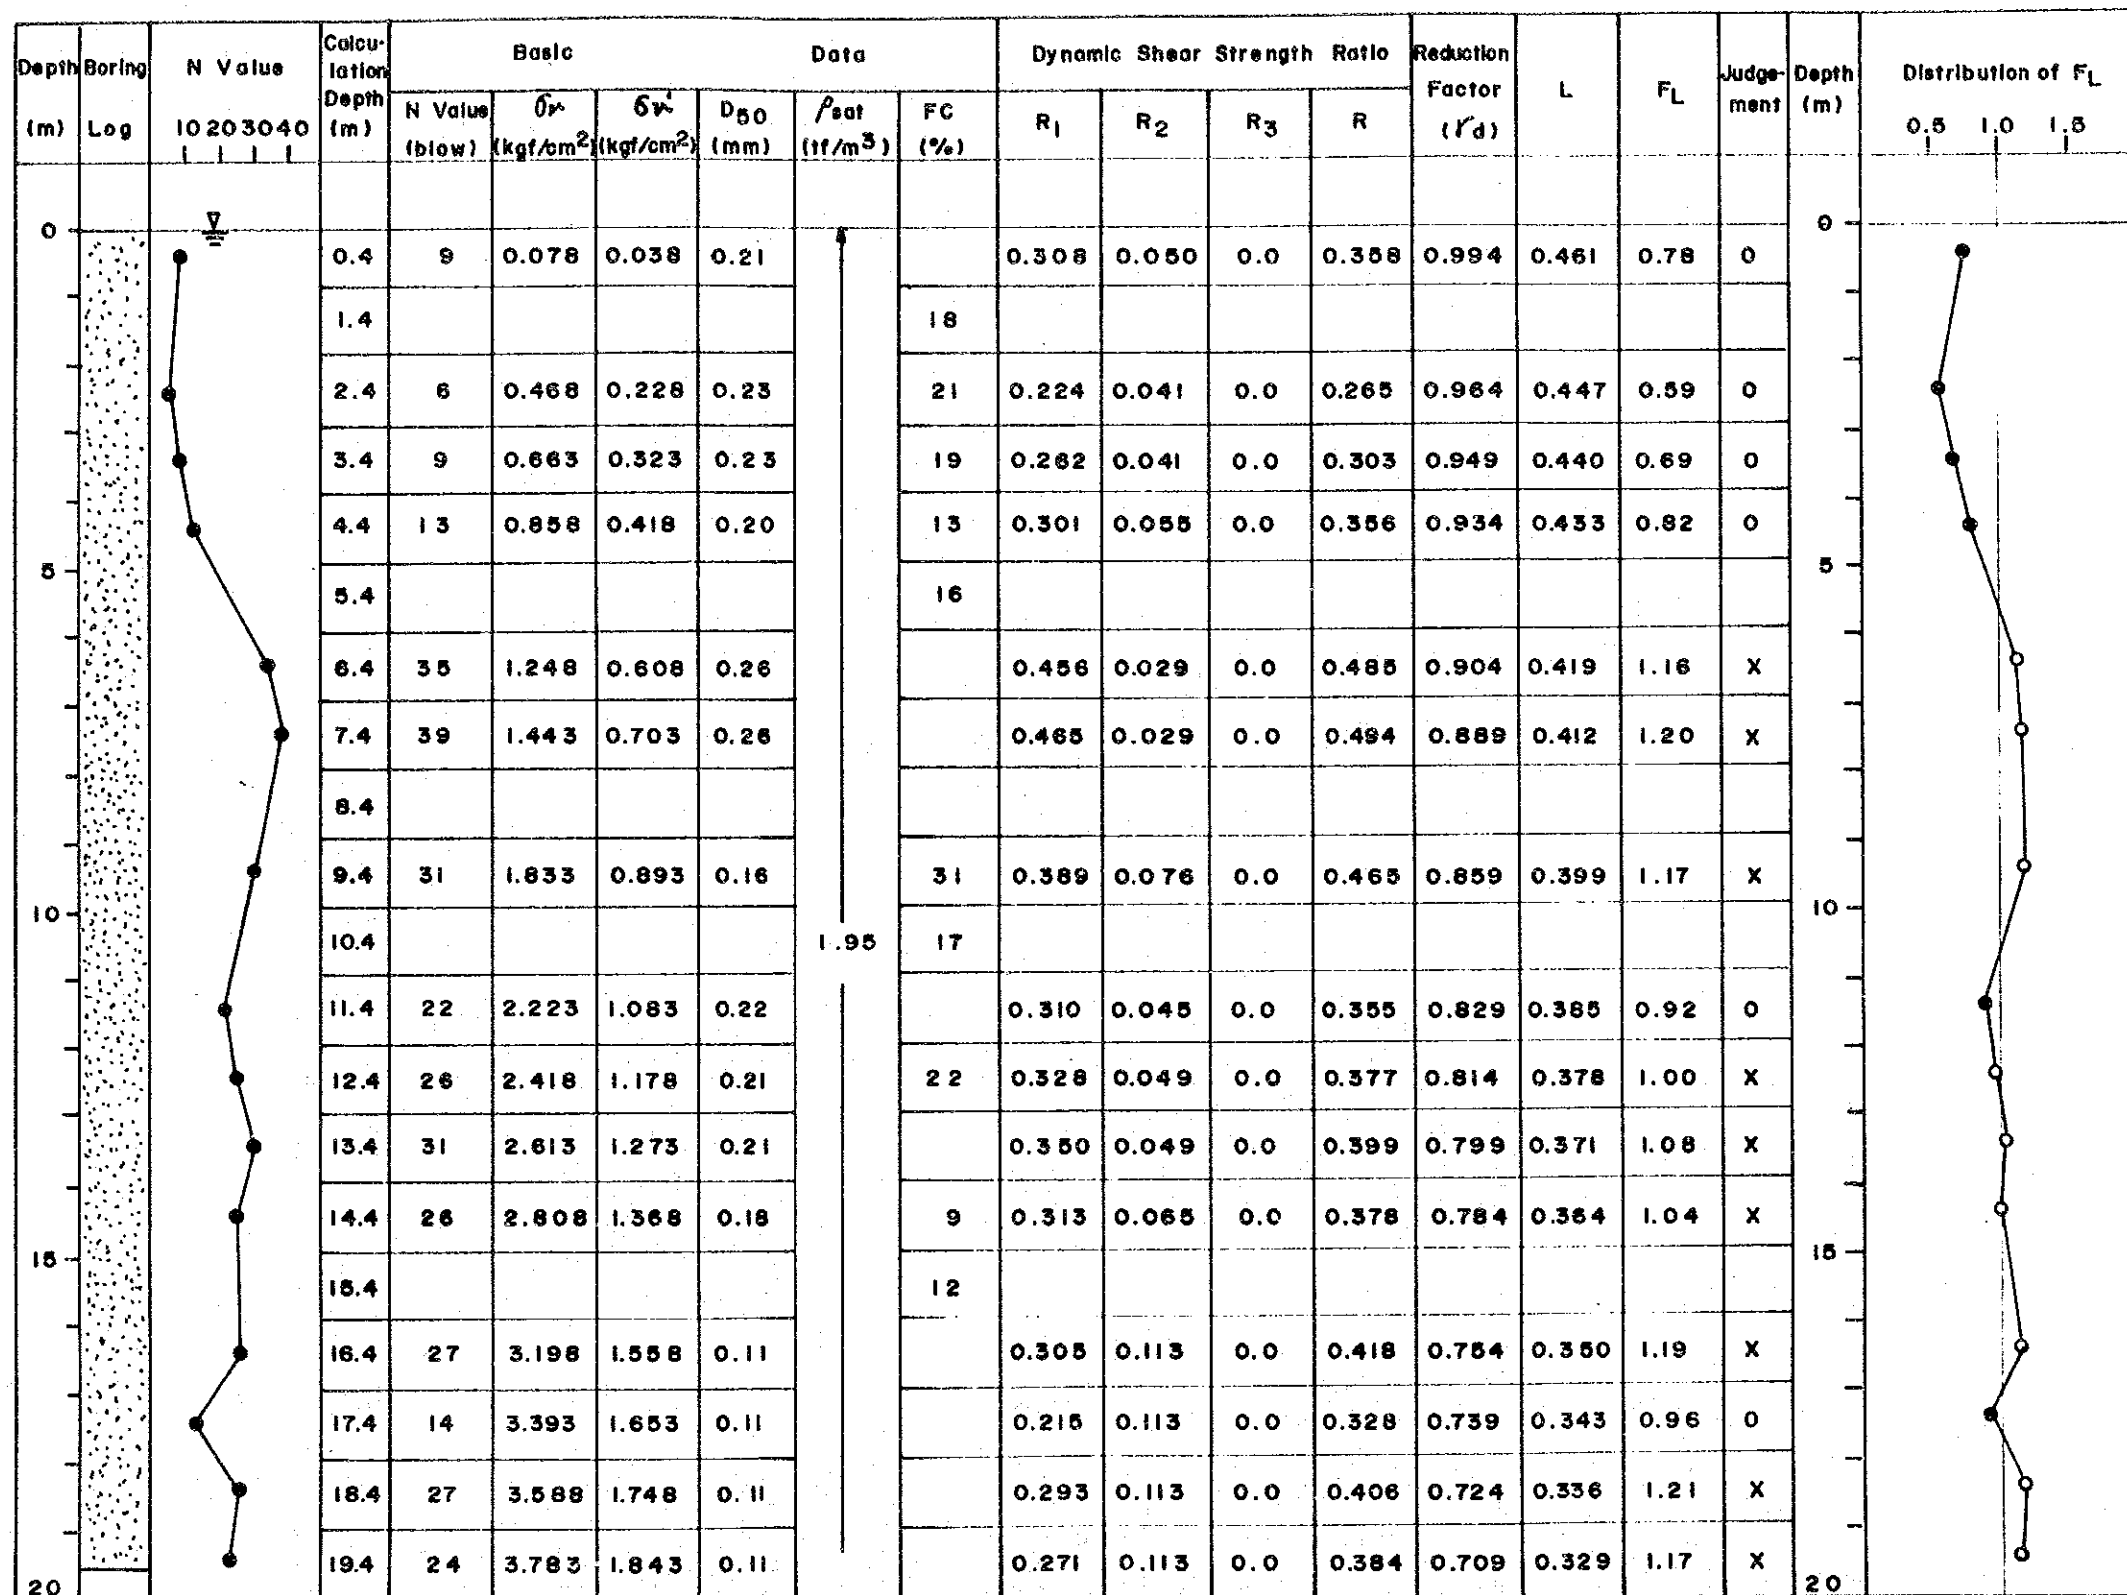 Depth (m) Boring Log N Value 10 20 30 40 Calcu-lation Depth (m) Basic Data Dynamic Shear Strength Ratio Reduction Factor (γd) L FL Judge-ment Depth (m) Distribution of FL 0.5 1.0 1.5
N Value (blow) σv (kgf/cm²) σv' (kgf/cm²) D50 (mm) ρsat (tf/m³) FC (%) R1 R2 R3 R
0 0
0.4 9 0.078 0.038 0.21 0.308 0.050 0.0 0.358 0.994 0.461 0.78 O
1.4 18
2.4 6 0.468 0.228 0.23 21 0.224 0.041 0.0 0.265 0.964 0.447 0.59 O
3.4 9 0.663 0.323 0.23 19 0.262 0.041 0.0 0.303 0.949 0.440 0.69 O
4.4 13 0.858 0.418 0.20 13 0.301 0.055 0.0 0.356 0.934 0.433 0.82 O
5 5
5.4 16
6.4 35 1.248 0.608 0.26 0.456 0.029 0.0 0.485 0.904 0.419 1.16 X
7.4 39 1.443 0.703 0.26 0.465 0.029 0.0 0.494 0.889 0.412 1.20 X
8.4
9.4 31 1.833 0.893 0.16 31 0.389 0.076 0.0 0.465 0.859 0.399 1.17 X
10 10
10.4 1.95 17
11.4 22 2.223 1.083 0.22 0.310 0.045 0.0 0.355 0.829 0.385 0.92 O
12.4 26 2.418 1.178 0.21 22 0.328 0.049 0.0 0.377 0.814 0.378 1.00 X
13.4 31 2.613 1.273 0.21 0.350 0.049 0.0 0.399 0.799 0.371 1.08 X
14.4 26 2.808 1.368 0.18 9 0.313 0.065 0.0 0.378 0.784 0.364 1.04 X
15 15
15.4 12
16.4 27 3.198 1.558 0.11 0.305 0.113 0.0 0.418 0.754 0.350 1.19 X
17.4 14 3.393 1.653 0.11 0.215 0.113 0.0 0.328 0.739 0.343 0.96 O
18.4 27 3.588 1.748 0.11 0.293 0.113 0.0 0.406 0.724 0.336 1.21 X
19.4 24 3.783 1.843 0.11 0.271 0.113 0.0 0.384 0.709 0.329 1.17 X
20 20